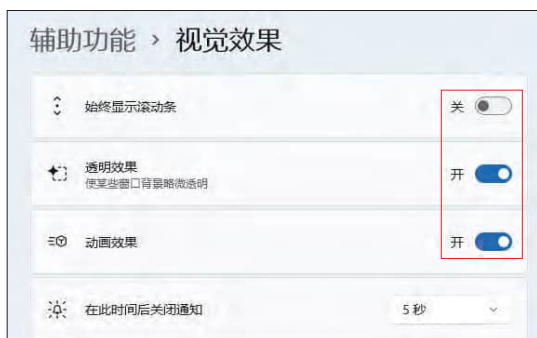 辅助功能 › 视觉效果
始终显示滚动条 关
透明效果 开
使某些窗口背景略微透明
动画效果 开
在此时间后关闭通知 5 秒